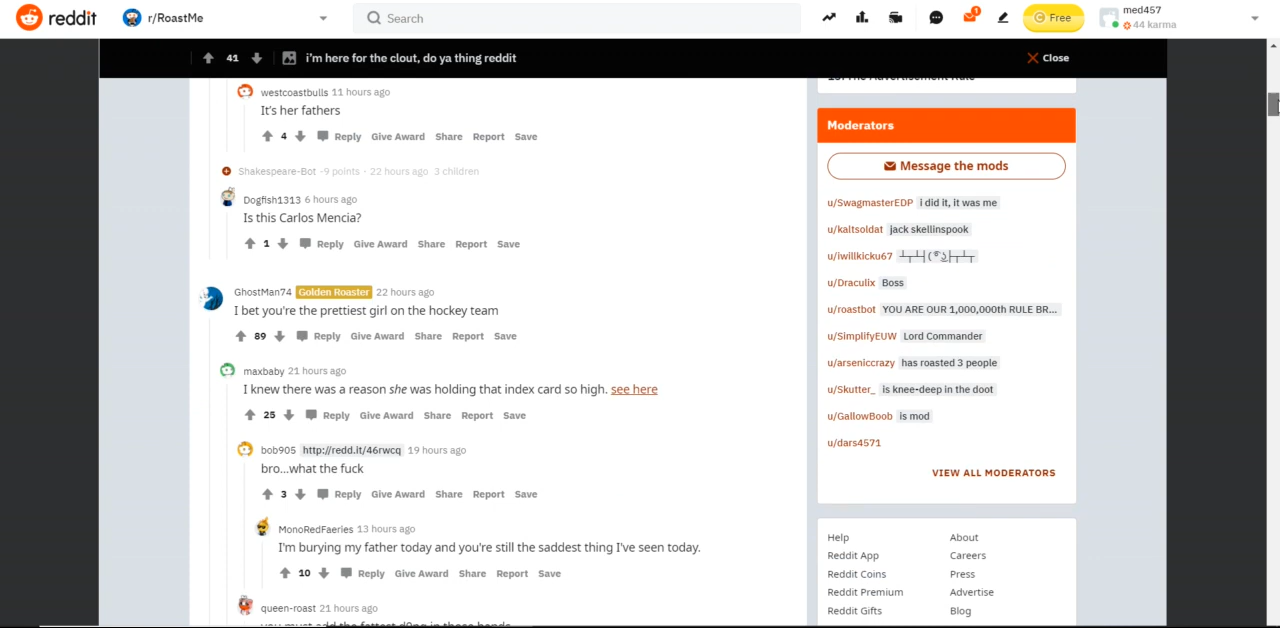 reddit
r/RoastMe
Search
1
Free
med457
44 karma
41
i'm here for the clout, do ya thing reddit
Close
westcoastbulls 11 hours ago
It's her fathers
4 Reply Give Award Share Report Save
Shakespeare-Bot -9 points · 22 hours ago 3 children
Dogfish1313 6 hours ago
Is this Carlos Mencia?
1 Reply Give Award Share Report Save
GhostMan74 Golden Roaster 22 hours ago
I bet you're the prettiest girl on the hockey team
89 Reply Give Award Share Report Save
maxbaby 21 hours ago
I knew there was a reason she was holding that index card so high. see here
25 Reply Give Award Share Report Save
bob905 http://redd.it/46rwcq 19 hours ago
bro...what the fuck
3 Reply Give Award Share Report Save
MonoRedFaeries 13 hours ago
I'm burying my father today and you're still the saddest thing I've seen today.
10 Reply Give Award Share Report Save
queen-roast 21 hours ago
Moderators
Message the mods
u/SwagmasterEDP i did it, it was me
u/kaltsoldat jack skellinspook
u/iwillkicku67
u/Draculix Boss
u/roastbot YOU ARE OUR 1,000,000th RULE BR...
u/SimplifyEUW Lord Commander
u/arseniccrazy has roasted 3 people
u/Skutter_ is knee-deep in the doot
u/GallowBoob is mod
u/dars4571
VIEW ALL MODERATORS
Help About
Reddit App Careers
Reddit Coins Press
Reddit Premium Advertise
Reddit Gifts Blog